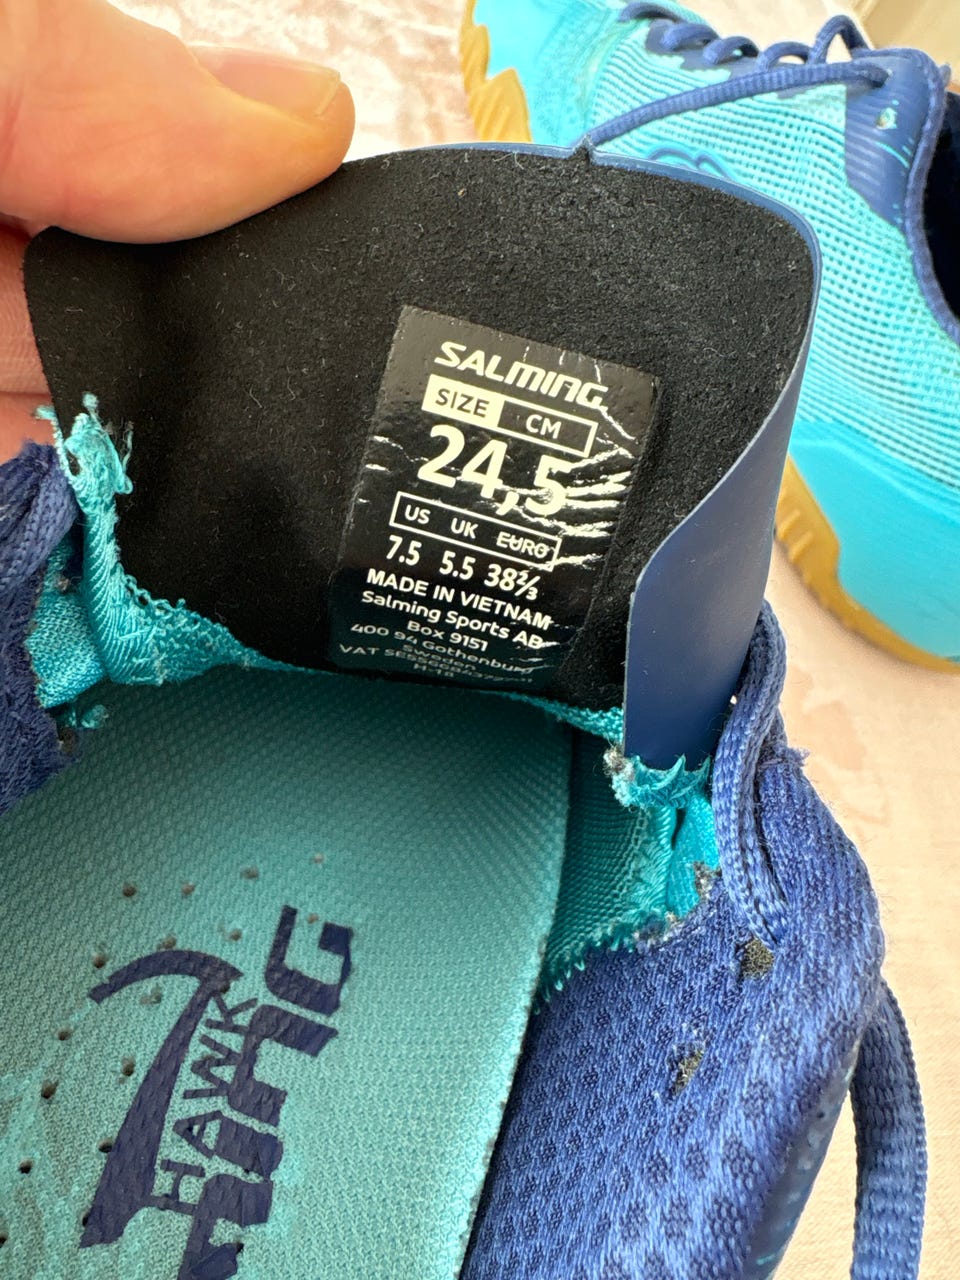 SALMING
SIZE CM
24,5
US UK EURO
7.5 5.5 38⅔
MADE IN VIETNAM
Salming Sports AB
Box 9151
400 94 Gothenburg
Sweden
VAT
HAWK